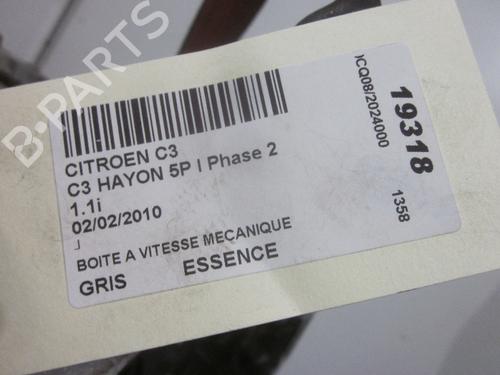 B-PARTS
CITROEN C3
C3 HAYON 5P I Phase 2
1.1i
02/02/2010
BOITE A VITESSE MECANIQUE
GRIS ESSENCE
)CQ08/2024000
19318
1358